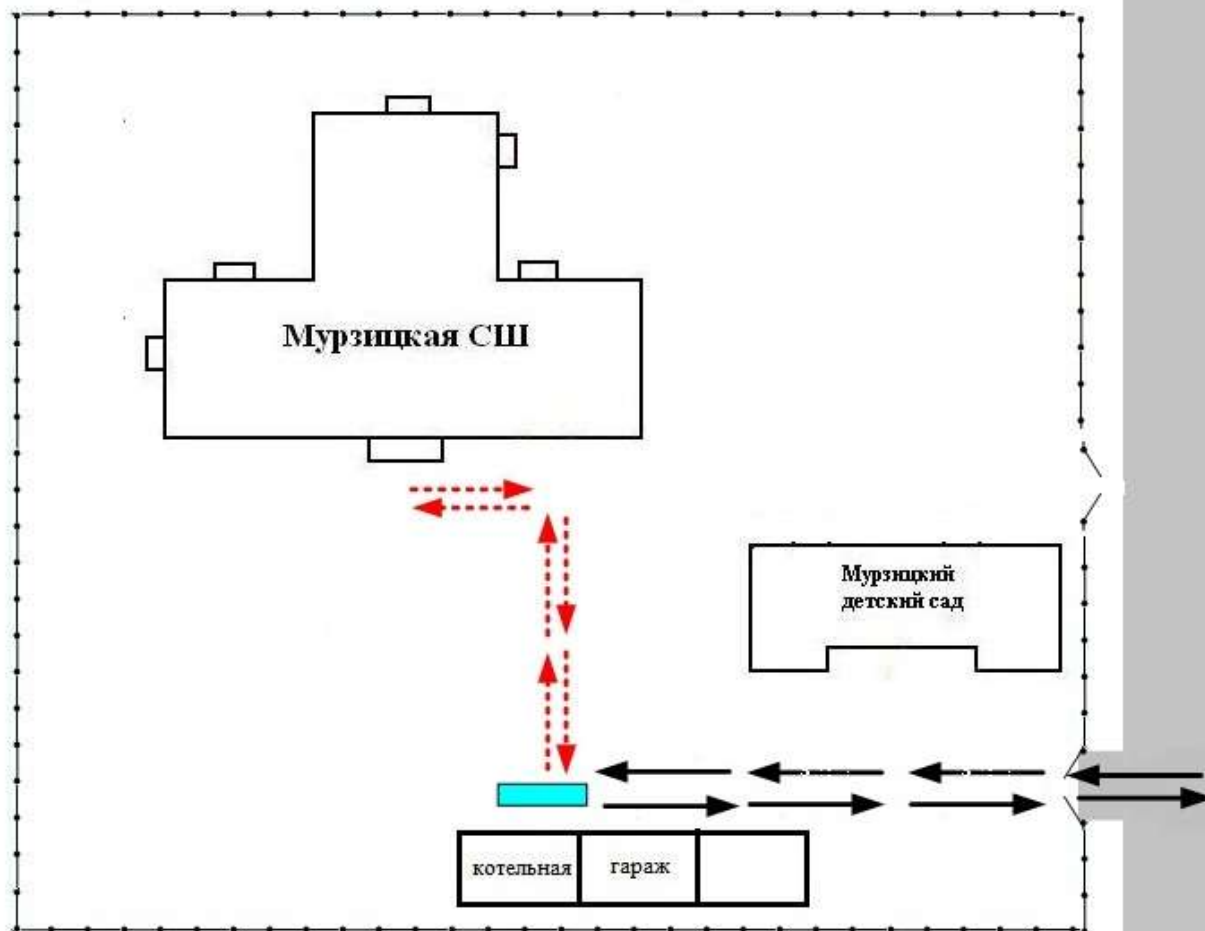 Мурзицкая СШ
Мурзицкий
детский сад
котельная
гараж